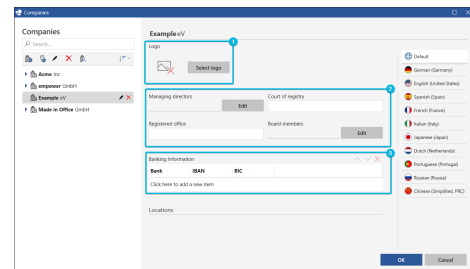 Companies
Companies
Search...
Acme Inc
empower GmbH
Example eV
Made in Office GmbH
Example eV
Logo
1
Select logo
2
Managing directors
Court of registry
Edit
Registered office
Board members
Edit
3
Banking Information
Bank IBAN BIC
Click here to add a new item
Locations
Default
German (Germany)
English (United States)
Spanish (Spain)
French (France)
Italian (Italy)
Japanese (Japan)
Dutch (Netherlands)
Portuguese (Portugal)
Russian (Russia)
Chinese (Simplified, PRC)
OK Cancel